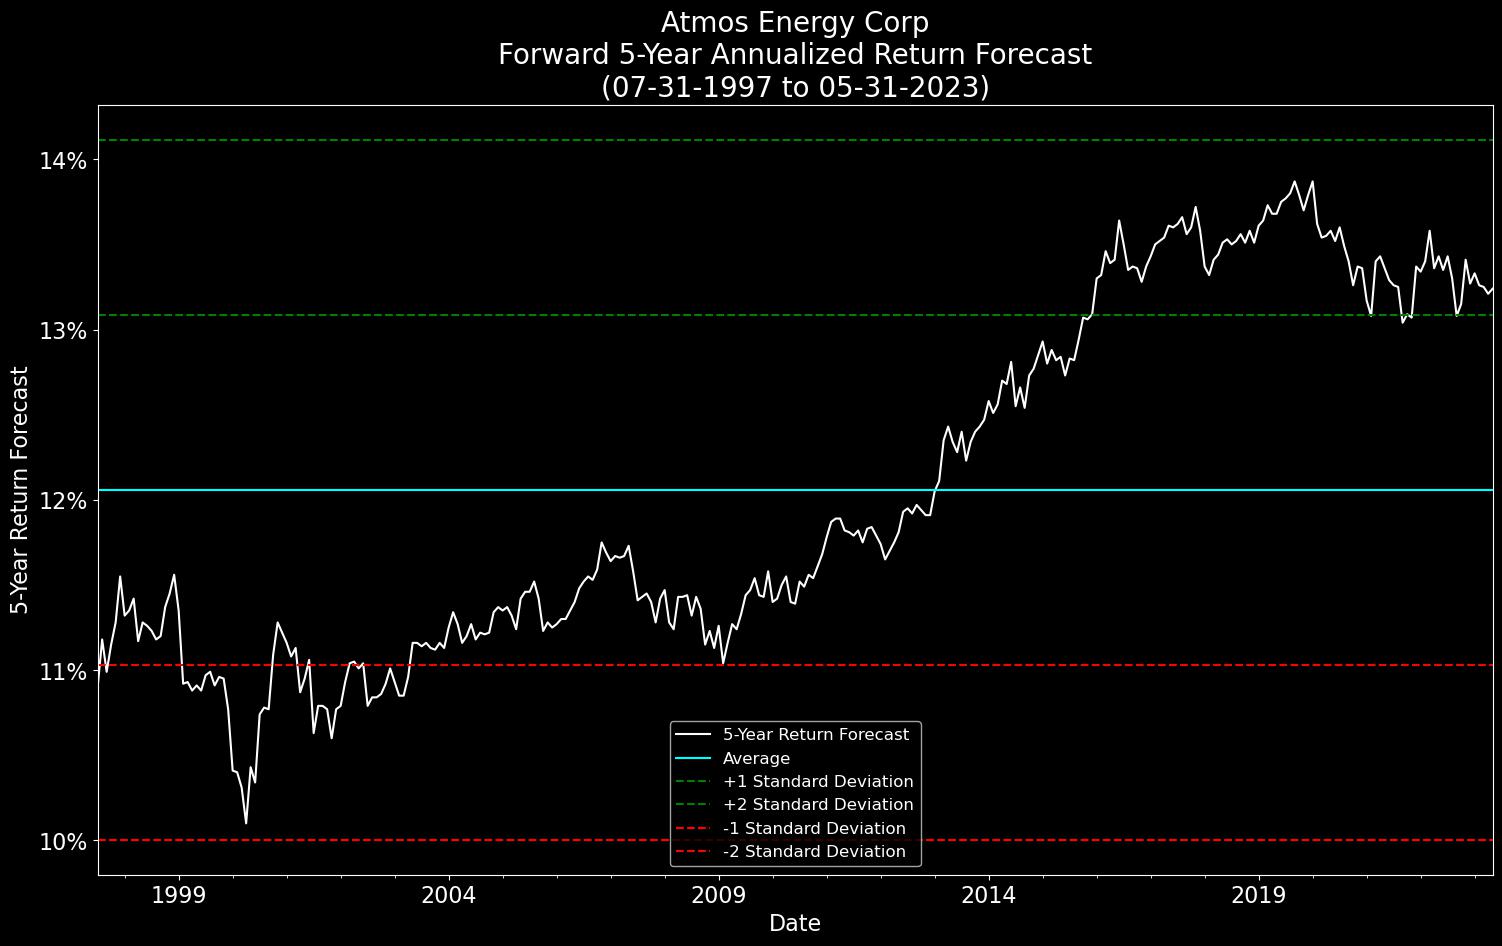 Atmos Energy Corp
Forward 5-Year Annualized Return Forecast
(07-31-1997 to 05-31-2023)
14%
13%
12%
11%
10%
5-Year Return Forecast
5-Year Return Forecast
Average
+1 Standard Deviation
+2 Standard Deviation
-1 Standard Deviation
-2 Standard Deviation
1999 2004 2009 2014 2019
Date